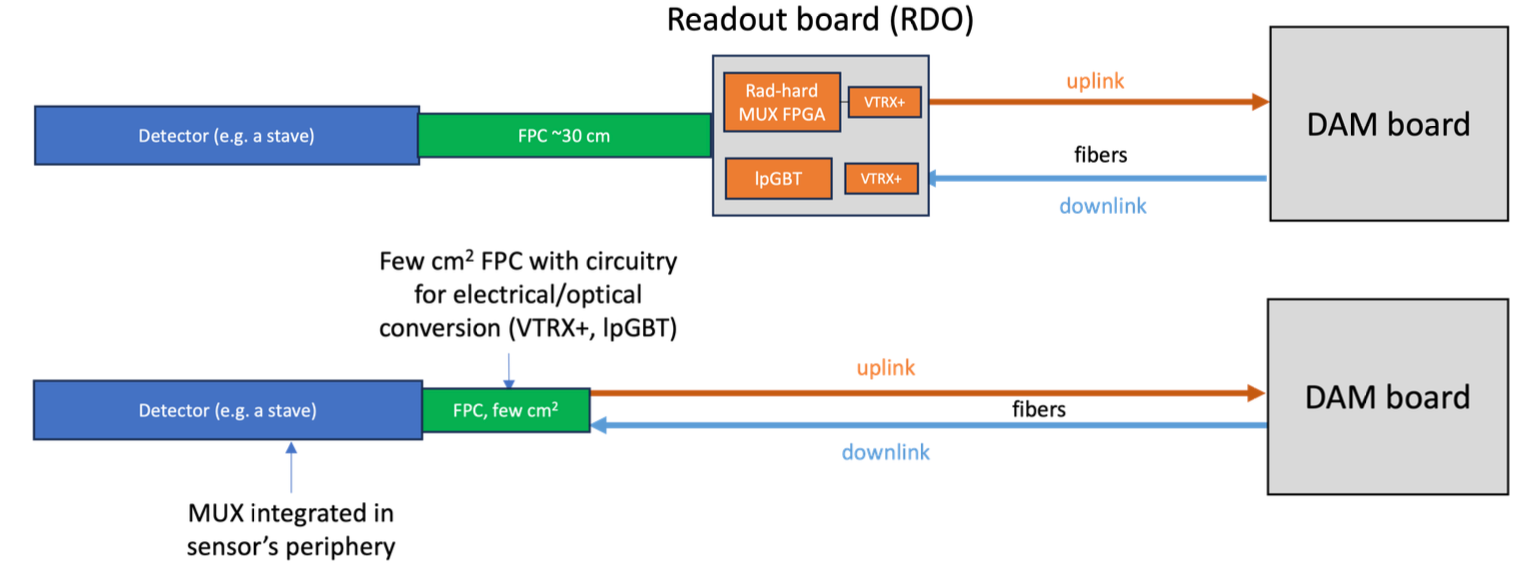 Readout board (RDO)
Rad-hard
MUX FPGA
VTRX+
uplink
DAM board
Detector (e.g. a stave)
FPC ~30 cm
fibers
lpGBT
VTRX+
downlink
Few cm² FPC with circuitry
for electrical/optical
conversion (VTRX+, lpGBT)
uplink
Detector (e.g. a stave)
FPC, few cm²
fibers
DAM board
downlink
MUX integrated in
sensor’s periphery